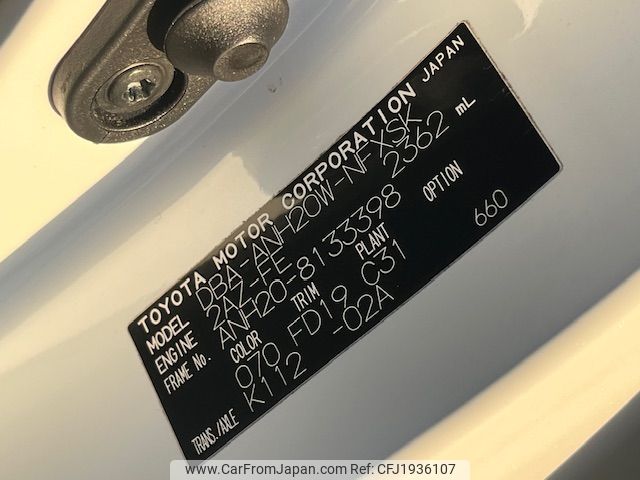 TOYOTA MOTOR CORPORATION JAPAN
MODEL DBA-ANH20W-NFXSK
ENGINE 2AZ-FE 2362 mL
FRAME No. ANH20-8133398
COLOR TRIM PLANT OPTION
070 FD19 C31 660
-02A
TRANS./AXLE K112
www.CarFromJapan.com - CarFromJapan - CFJ1936107